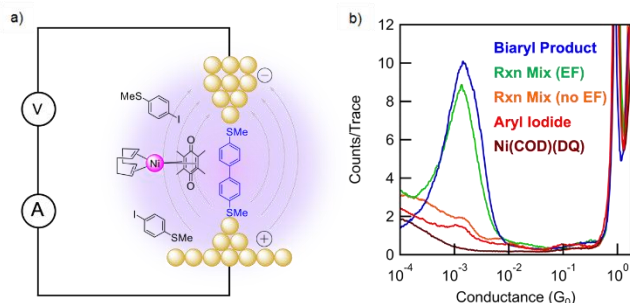 a)
V
A
MeS
I
Ni
O
O
I
SMe
SMe
SMe
−
+
b)
Counts/Trace
12
10
8
6
4
2
0
Biaryl Product
Rxn Mix (EF)
Rxn Mix (no EF)
Aryl Iodide
Ni(COD)(DQ)
10⁻⁴
10⁻³
10⁻²
10⁻¹
10⁰
Conductance (G₀)